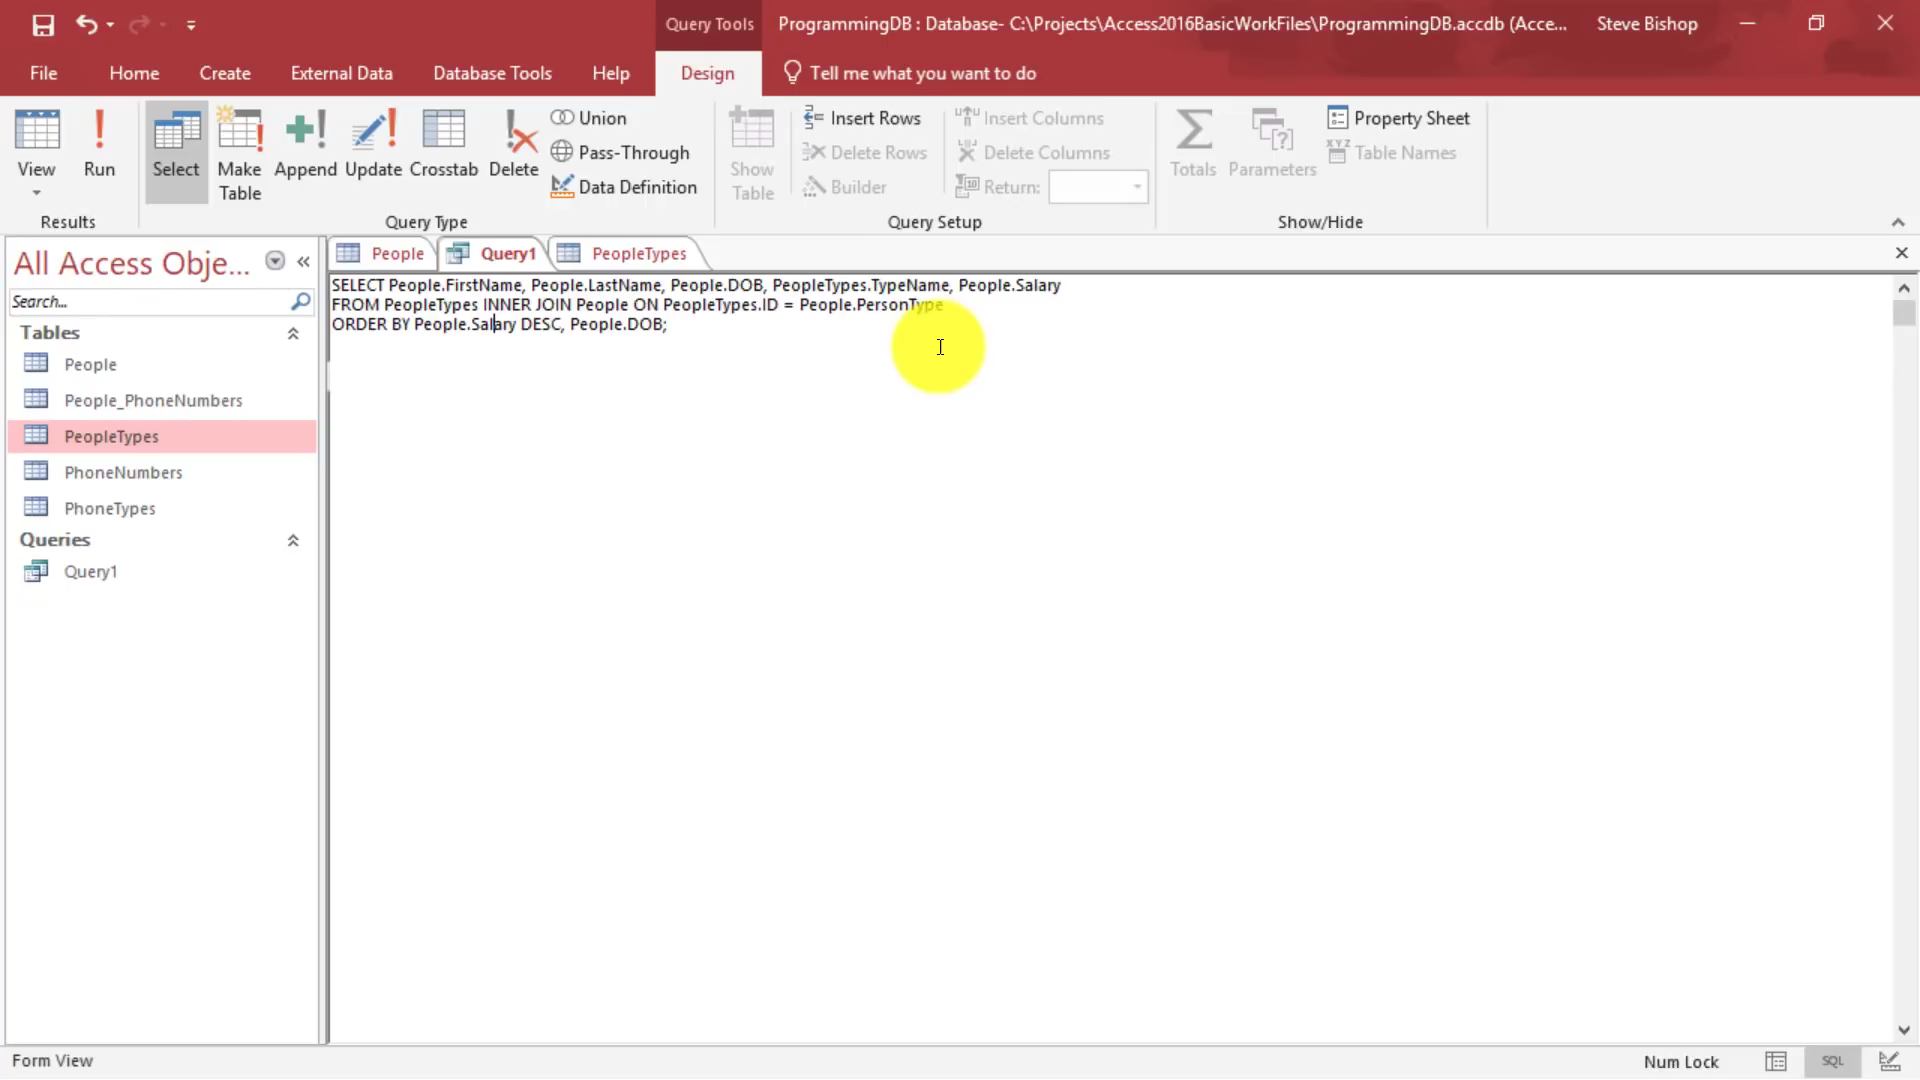 Query Tools
ProgrammingDB : Database- C:\Projects\Access2016BasicWorkFiles\ProgrammingDB.accdb (Acce...
Steve Bishop
File
Home
Create
External Data
Database Tools
Help
Design
Tell me what you want to do
View
Run
Select
Make
Table
Append
Update
Crosstab
Delete
Union
Pass-Through
Data Definition
Show
Table
Insert Rows
Delete Rows
Builder
Insert Columns
Delete Columns
Return:
Totals
Parameters
Property Sheet
Table Names
Results
Query Type
Query Setup
Show/Hide
All Access Obje...
Search...
Tables
People
People_PhoneNumbers
PeopleTypes
PhoneNumbers
PhoneTypes
Queries
Query1
People
Query1
PeopleTypes
SELECT People.FirstName, People.LastName, People.DOB, PeopleTypes.TypeName, People.Salary
FROM PeopleTypes INNER JOIN People ON PeopleTypes.ID = People.PersonType
ORDER BY People.Salary DESC, People.DOB;
Form View
Num Lock
SQL